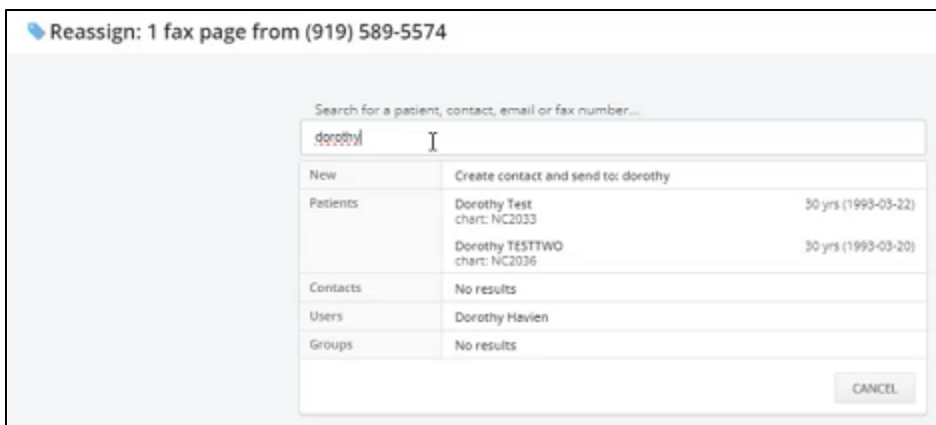 Reassign: 1 fax page from (919) 589-5574
Search for a patient, contact, email or fax number...
dorothy
New Create contact and send to: dorothy
Patients Dorothy Test 30 yrs (1993-03-22)
chart: NC2033
Dorothy TESTTWO 30 yrs (1993-03-20)
chart: NC2036
Contacts No results
Users Dorothy Havien
Groups No results
CANCEL